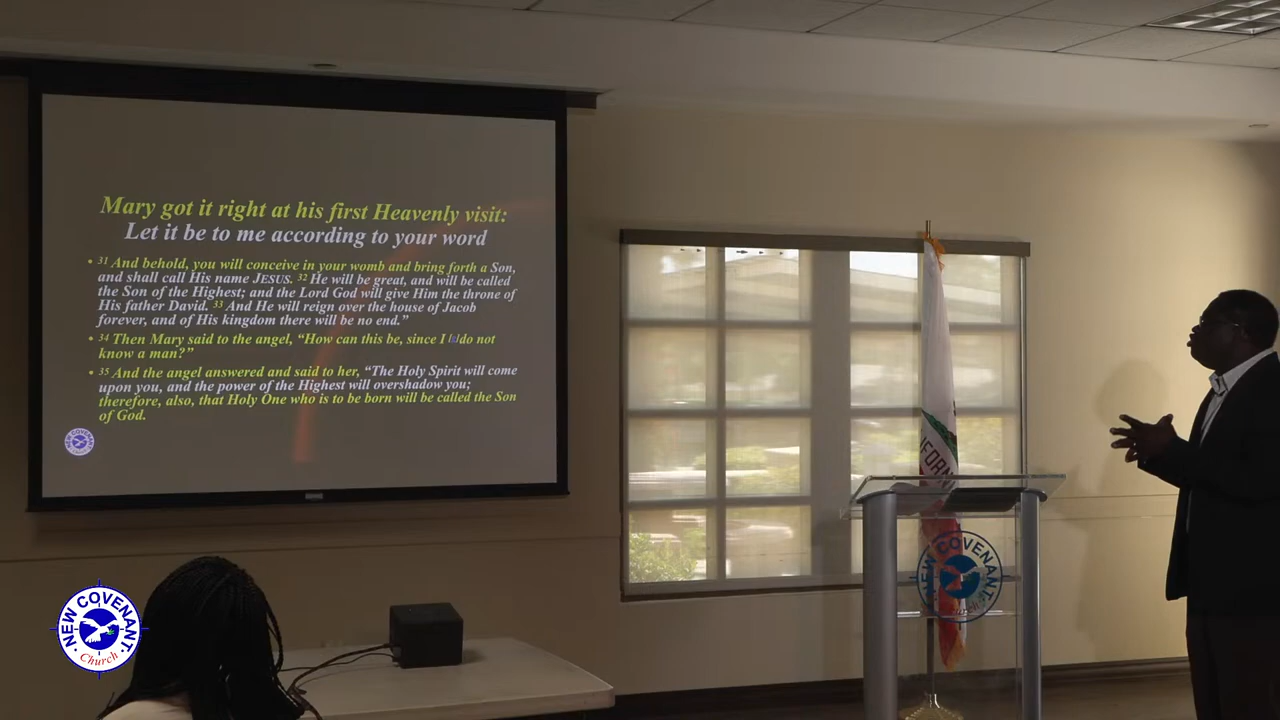 Mary got it right at his first Heavenly visit:
Let it be to me according to your word
• 31 And behold, you will conceive in your womb and bring forth a Son,
and shall call His name JESUS. 32 He will be great, and will be called
the Son of the Highest; and the Lord God will give Him the throne of
His father David. 33 And He will reign over the house of Jacob
forever, and of His kingdom there will be no end.”
• 34 Then Mary said to the angel, “How can this be, since I do not
know a man?”
• 35 And the angel answered and said to her, “The Holy Spirit will come
upon you, and the power of the Highest will overshadow you;
therefore, also, that Holy One who is to be born will be called the Son
of God.
NEW COVENANT
IFORN
NEW COVENANT
Church
NEW COVENANT
Church